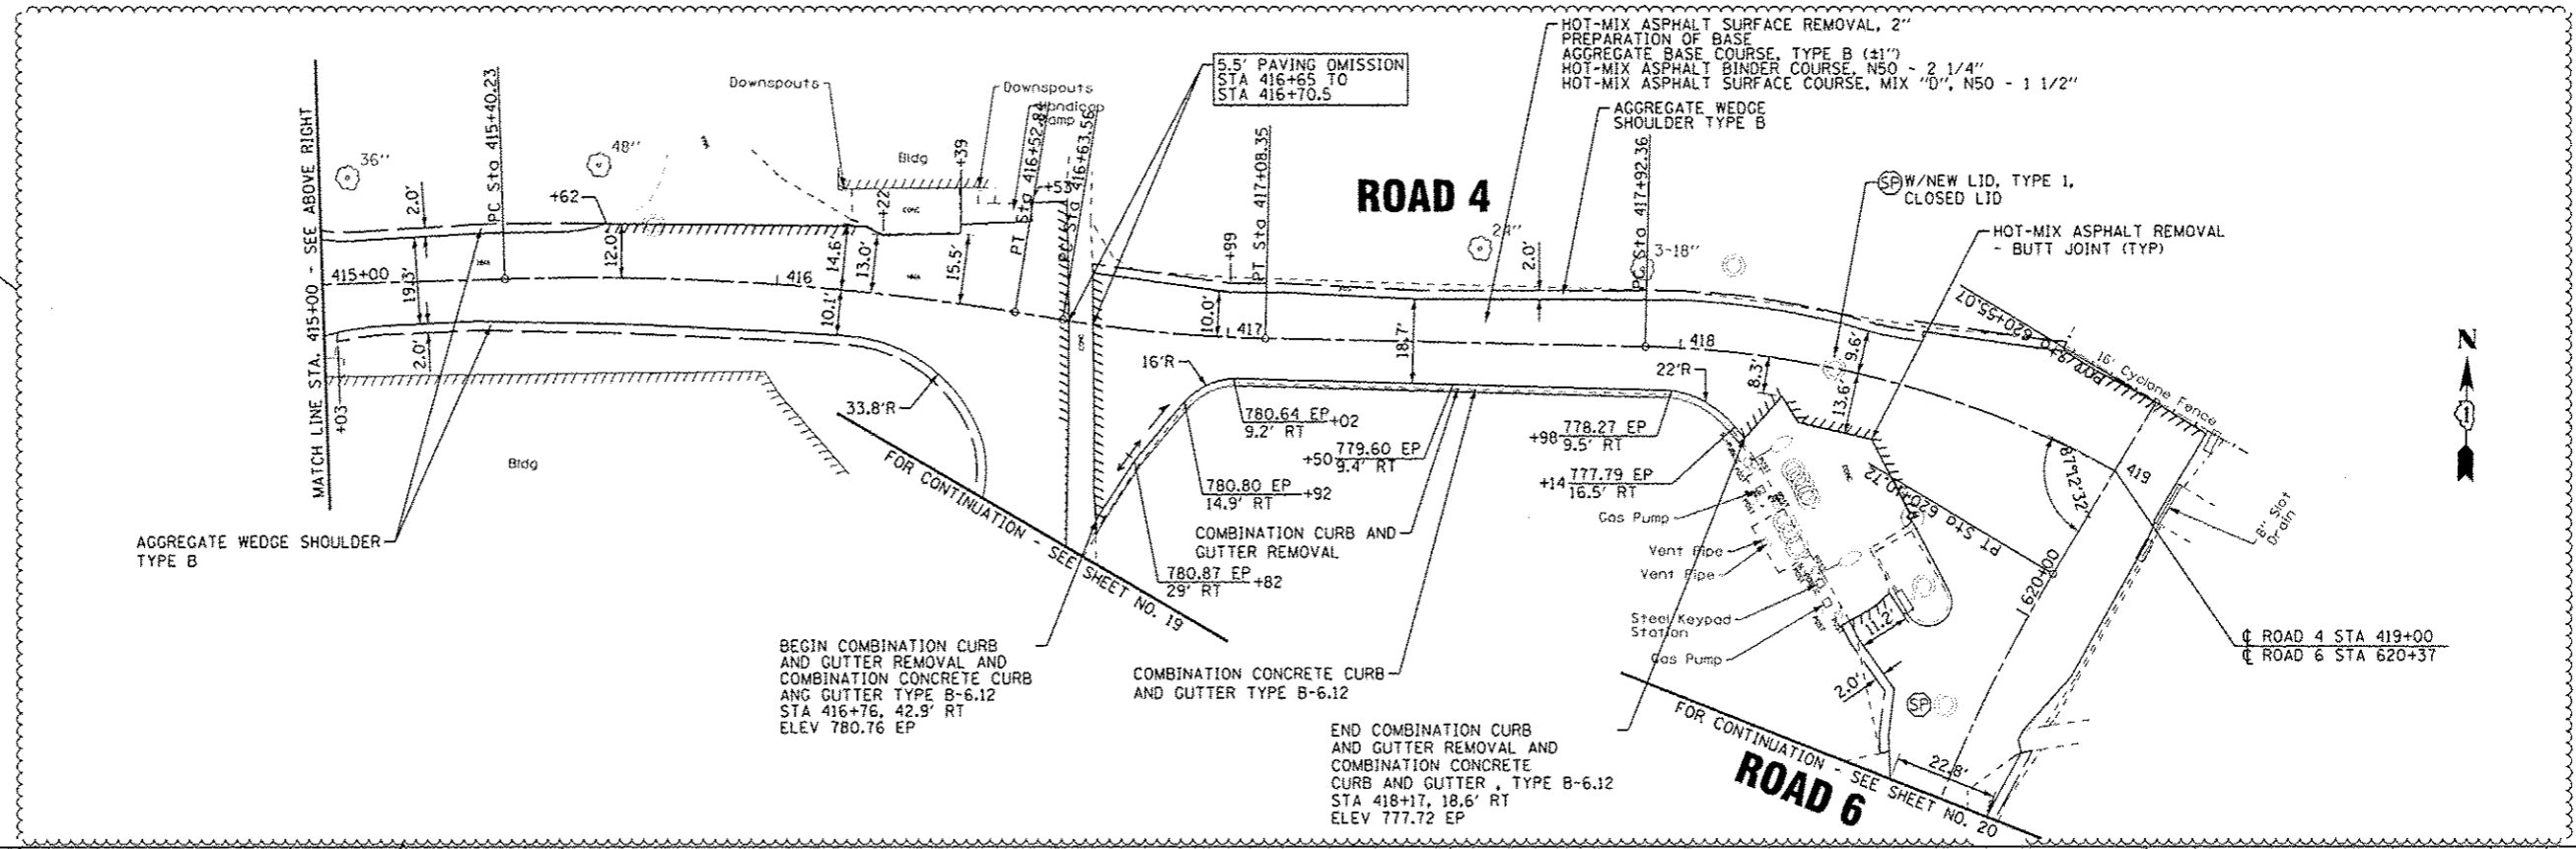 HOT-MIX ASPHALT SURFACE REMOVAL, 2"
PREPARATION OF BASE
AGGREGATE BASE COURSE, TYPE B (±1")
HOT-MIX ASPHALT BINDER COURSE, N50 - 2 1/4"
HOT-MIX ASPHALT SURFACE COURSE, MIX "D", N50 - 1 1/2"
5.5' PAVING OMISSION
STA 416+65 TO
STA 416+70.5
AGGREGATE WEDGE
SHOULDER TYPE B
Downspouts
Downspouts
Handicap
Ramp
MATCH LINE STA. 415+00 - SEE ABOVE RIGHT
PC Sta 415+40.23
PT Sta 416+52.84
PC Sta 416+63.56
PT Sta 417+08.35
PC Sta 417+92.36
ROAD 4
SP W/NEW LID, TYPE 1,
CLOSED LID
HOT-MIX ASPHALT REMOVAL
- BUTT JOINT (TYP)
36"
48"
Bldg
+39
+53
+22
+62
CONC
2.0'
19.3'
12.0'
14.6'
13.0'
15.5'
10.1'
2.0'
+03
415+00
416
417
418
419
+99
24"
3-18"
2.0'
10.0'
18.7'
8.3'
9.6'
13.6'
620+55.07
16' Cyclone Fence
N
1
16'R
22'R
33.8'R
Bldg
780.64 EP
9.2' RT
+02
+50
779.60 EP
9.4' RT
+98
778.27 EP
9.5' RT
780.80 EP
14.9' RT
+92
+14
777.79 EP
16.5' RT
780.87 EP
29' RT
+82
COMBINATION CURB AND
GUTTER REMOVAL
FOR CONTINUATION - SEE SHEET NO. 19
AGGREGATE WEDGE SHOULDER
TYPE B
Gas Pump
Vent Pipe
Vent Pipe
Steel Keypad
Station
Gas Pump
PT Sta 620+10.72
87°12'32"
620+00
8" Slot
Drain
11.2'
2.0'
SP
22.8'
℄ ROAD 4 STA 419+00
℄ ROAD 6 STA 620+37
BEGIN COMBINATION CURB
AND GUTTER REMOVAL AND
COMBINATION CONCRETE CURB
ANG GUTTER TYPE B-6.12
STA 416+76, 42.9' RT
ELEV 780.76 EP
COMBINATION CONCRETE CURB
AND GUTTER TYPE B-6.12
END COMBINATION CURB
AND GUTTER REMOVAL AND
COMBINATION CONCRETE
CURB AND GUTTER , TYPE B-6.12
STA 418+17, 18.6' RT
ELEV 777.72 EP
FOR CONTINUATION - SEE SHEET NO. 20
ROAD 6